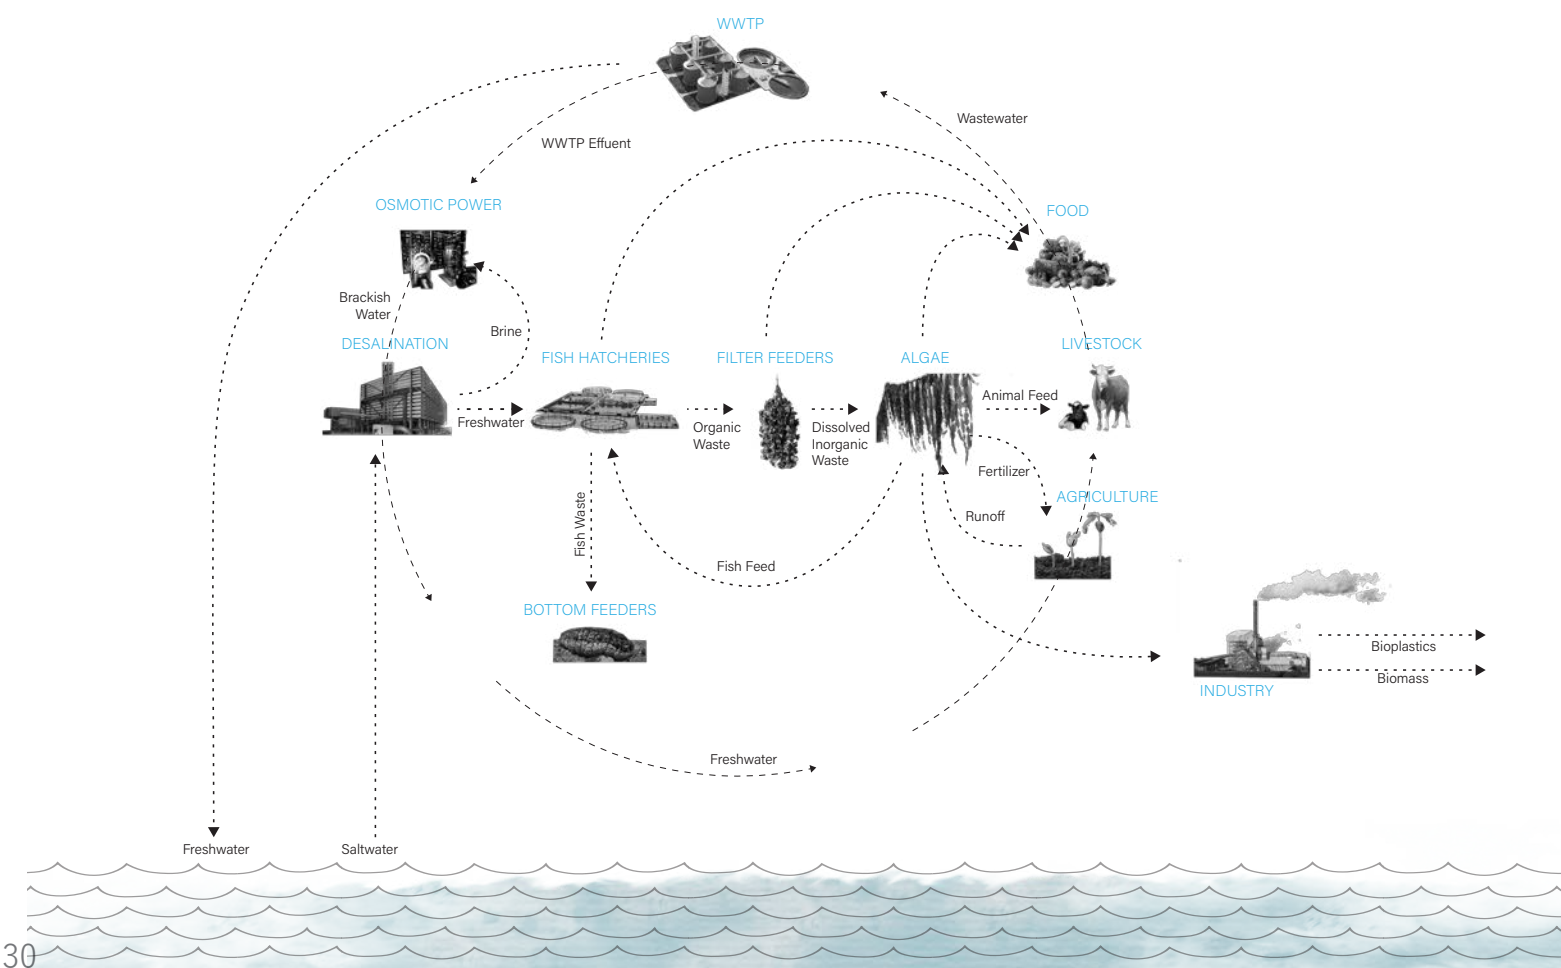 WWTP
Wastewater
WWTP Effuent
OSMOTIC POWER
FOOD
Brackish
Water
Brine
DESALINATION
FISH HATCHERIES
FILTER FEEDERS
ALGAE
LIVESTOCK
Animal Feed
Freshwater
Organic
Waste
Dissolved
Inorganic
Waste
Fertilizer
AGRICULTURE
Runoff
Fish Waste
Fish Feed
BOTTOM FEEDERS
Bioplastics
Biomass
INDUSTRY
Freshwater
Freshwater
Saltwater
30